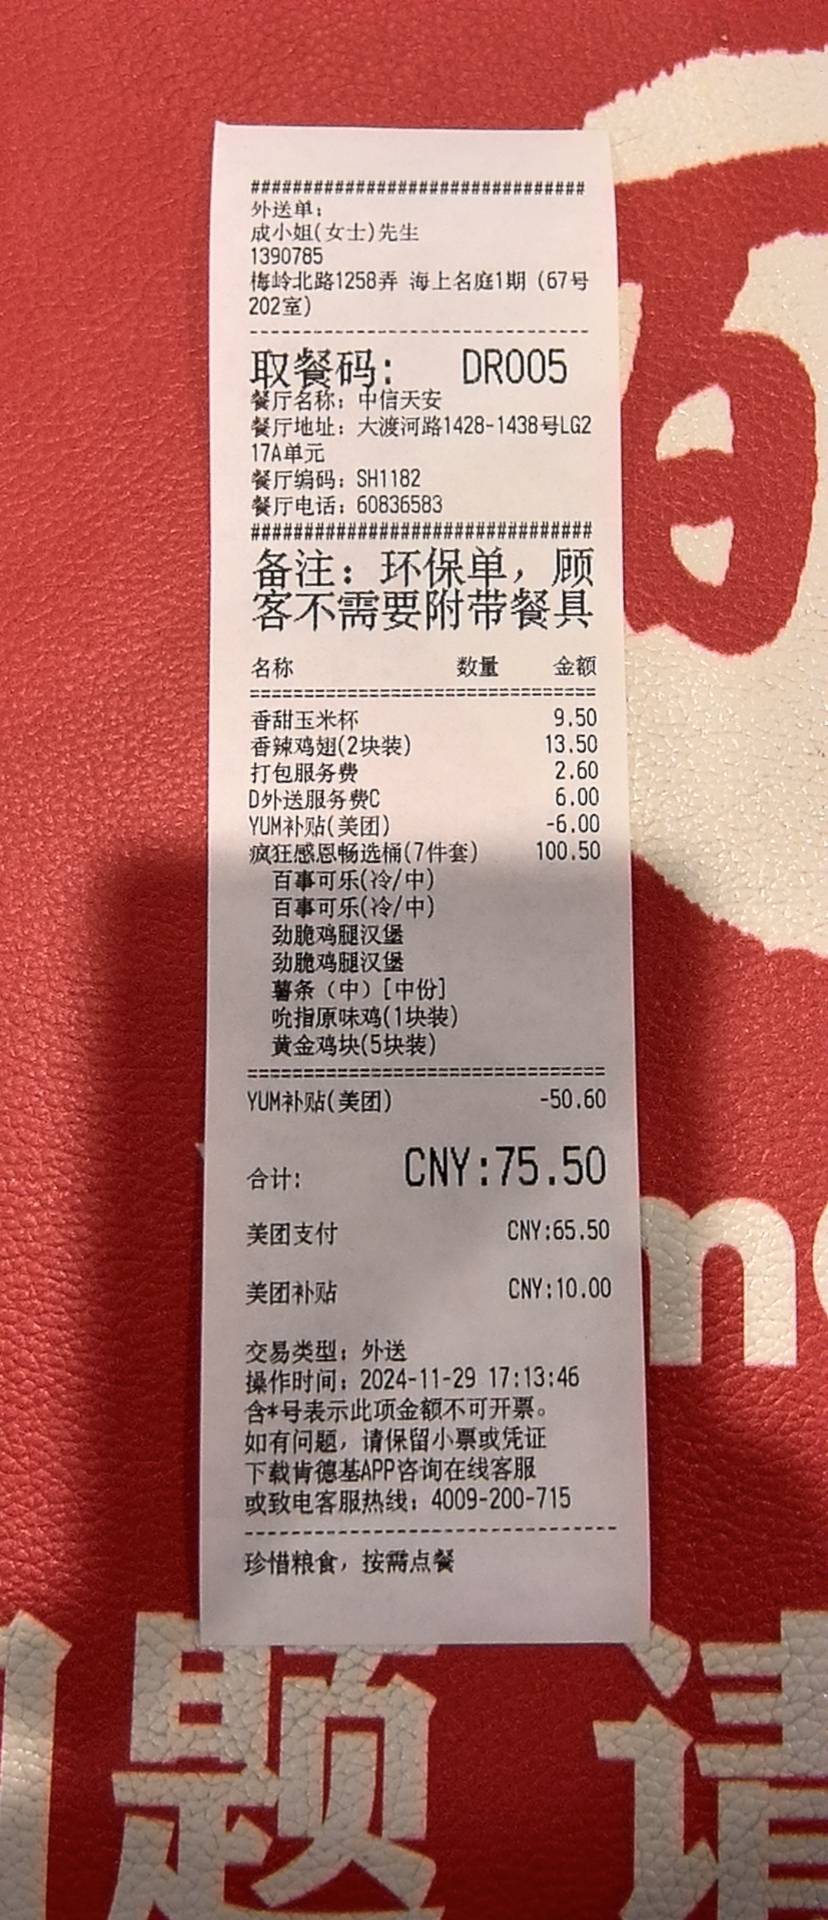 ################################
外送单:
成小姐(女士)先生
1390785
梅岭北路1258弄 海上名庭1期（67号
202室）
--------------------------------
取餐码: DR005
餐厅名称: 中信天安
餐厅地址: 大渡河路1428-1438号LG2
17A单元
餐厅编码: SH1182
餐厅电话: 60836583
################################
备注: 环保单, 顾
客不需要附带餐具
名称 数量 金额
================================
香甜玉米杯 9.50
香辣鸡翅(2块装) 13.50
打包服务费 2.60
D外送服务费C 6.00
YUM补贴(美团) -6.00
疯狂感恩畅选桶(7件套) 100.50
百事可乐(冷/中)
百事可乐(冷/中)
劲脆鸡腿汉堡
劲脆鸡腿汉堡
薯条（中）[中份]
吮指原味鸡(1块装)
黄金鸡块(5块装)
================================
YUM补贴(美团) -50.60
合计: CNY:75.50
美团支付 CNY:65.50
美团补贴 CNY:10.00
交易类型: 外送
操作时间: 2024-11-29 17:13:46
含*号表示此项金额不可开票。
如有问题, 请保留小票或凭证
下载肯德基APP咨询在线客服
或致电客服热线: 4009-200-715
--------------------------------
珍惜粮食, 按需点餐
题 请